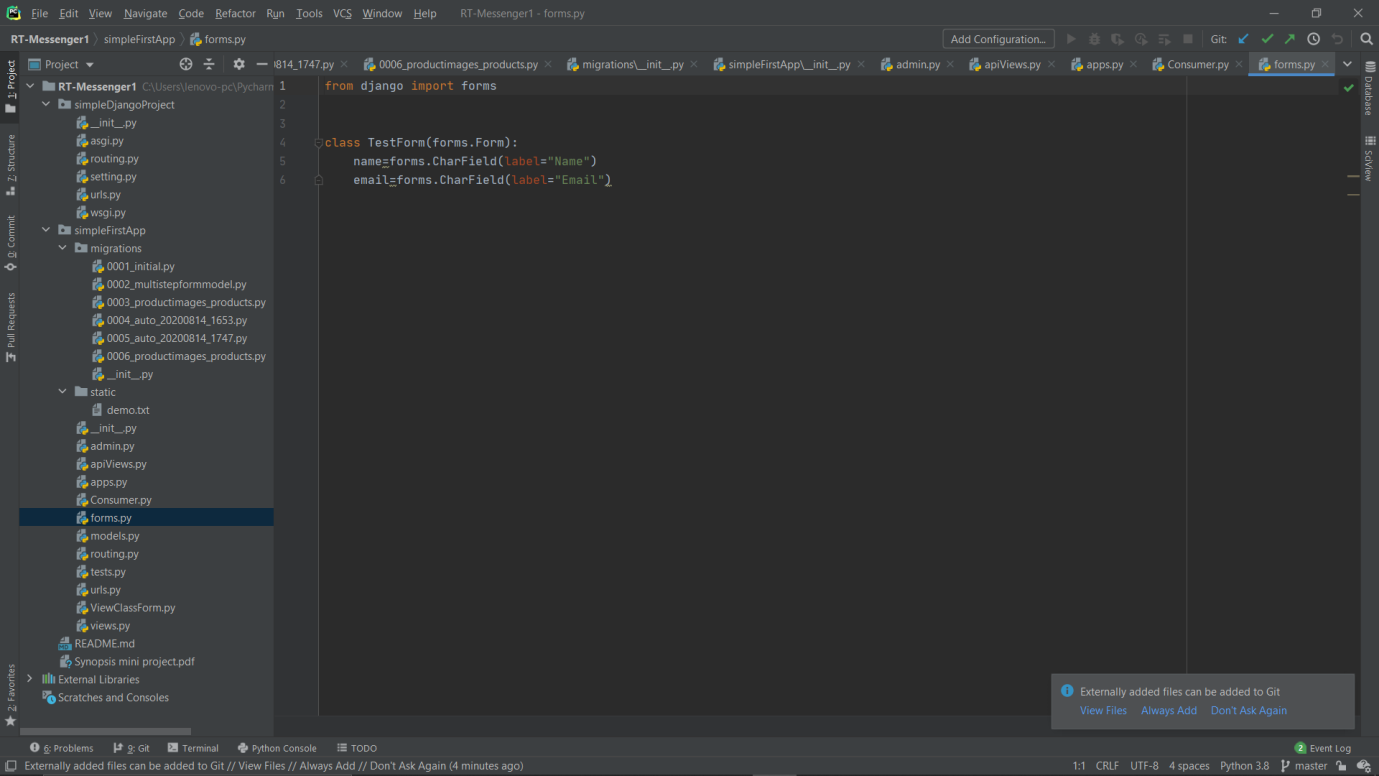 File Edit View Navigate Code Refactor Run Tools VCS Window Help RT-Messenger1 - forms.py
RT-Messenger1 simpleFirstApp forms.py Add Configuration... Git:
Project 0814_1747.py 0006_productimages_products.py migrations\__init__.py simpleFirstApp\__init__.py admin.py apiViews.py apps.py Consumer.py forms.py
1: Project
7: Structure
0: Commit
Pull Requests
2: Favorites
RT-Messenger1 C:\Users\lenovo-pc\Pycharm
simpleDjangoProject
__init__.py
asgi.py
routing.py
setting.py
urls.py
wsgi.py
simpleFirstApp
migrations
0001_initial.py
0002_multistepformmodel.py
0003_productimages_products.py
0004_auto_20200814_1653.py
0005_auto_20200814_1747.py
0006_productimages_products.py
__init__.py
static
demo.txt
__init__.py
admin.py
apiViews.py
apps.py
Consumer.py
forms.py
models.py
routing.py
tests.py
urls.py
ViewClassForm.py
views.py
README.md
Synopsis mini project.pdf
External Libraries
Scratches and Consoles
1 from django import forms
2
3
4 class TestForm(forms.Form):
5 name=forms.CharField(label="Name")
6 email=forms.CharField(label="Email")
Database
SciView
Externally added files can be added to Git
View Files Always Add Don't Ask Again
6: Problems 9: Git Terminal Python Console TODO 2 Event Log
Externally added files can be added to Git // View Files // Always Add // Don't Ask Again (4 minutes ago) 1:1 CRLF UTF-8 4 spaces Python 3.8 master